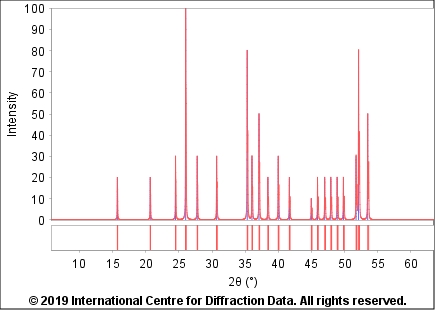 100
90
80
70
60
50
40
30
20
10
0
Intensity
10 15 20 25 30 35 40 45 50 55 60
2θ (°)
© 2019 International Centre for Diffraction Data. All rights reserved.